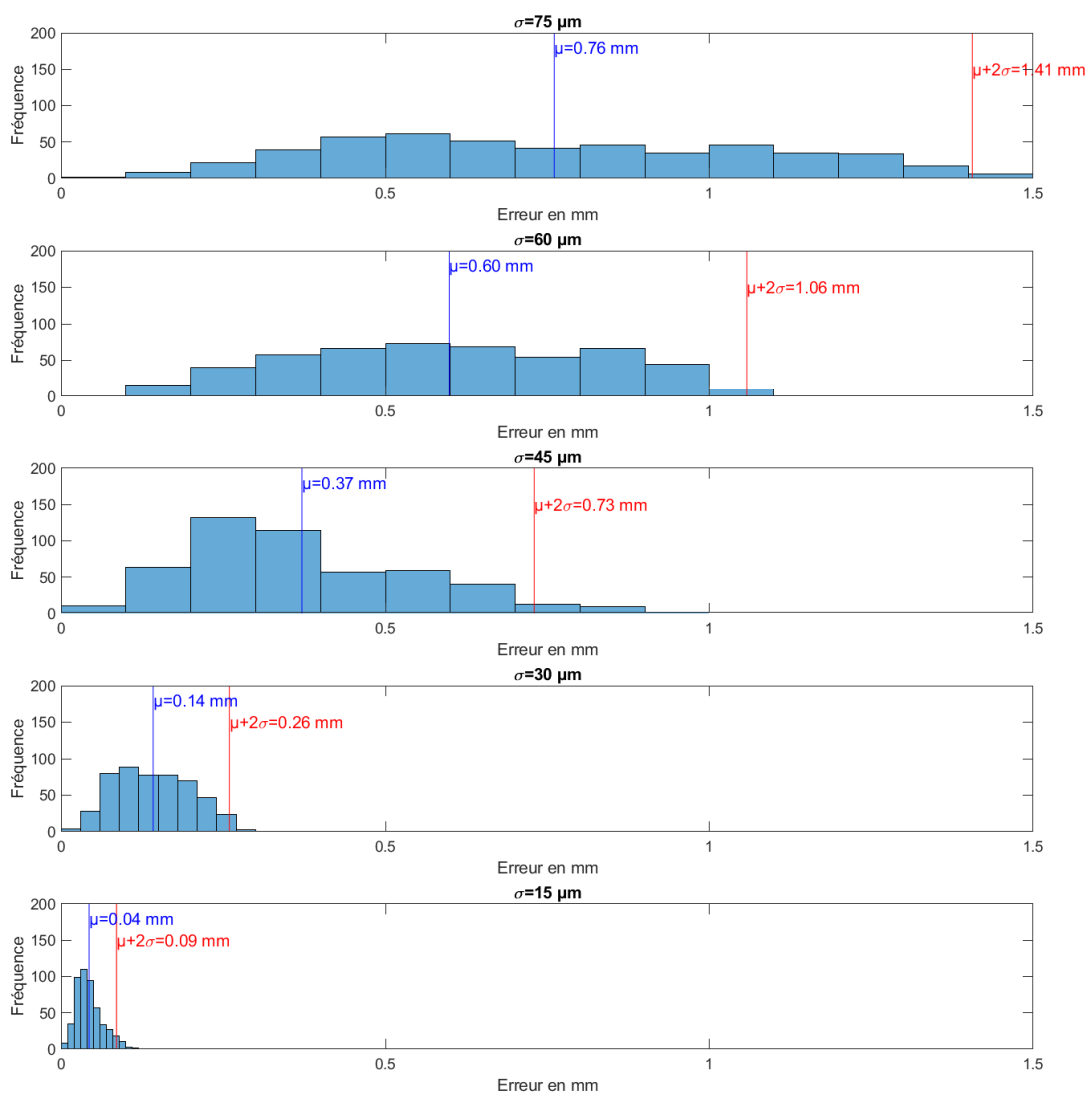 σ=75 µm
200
150
100
50
0
Fréquence
µ=0.76 mm
µ+2σ=1.41 mm
0 0.5 1 1.5
Erreur en mm
σ=60 µm
200
150
100
50
0
Fréquence
µ=0.60 mm
µ+2σ=1.06 mm
0 0.5 1 1.5
Erreur en mm
σ=45 µm
200
150
100
50
0
Fréquence
µ=0.37 mm
µ+2σ=0.73 mm
0 0.5 1 1.5
Erreur en mm
σ=30 µm
200
150
100
50
0
Fréquence
µ=0.14 mm
µ+2σ=0.26 mm
0 0.5 1 1.5
Erreur en mm
σ=15 µm
200
150
100
50
0
Fréquence
µ=0.04 mm
µ+2σ=0.09 mm
0 0.5 1 1.5
Erreur en mm